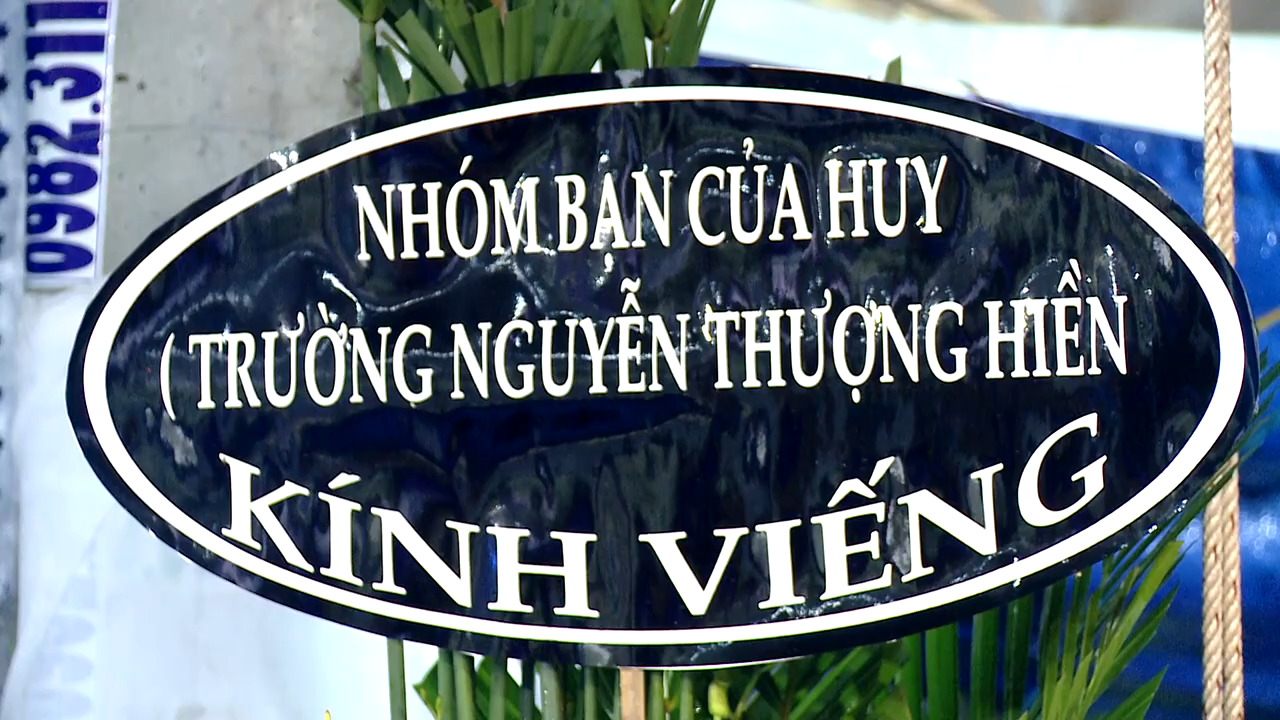 0982.311
NHÓM BẠN CỦA HUY
( TRƯỜNG NGUYỄN THƯỢNG HIỀN
KÍNH VIẾNG